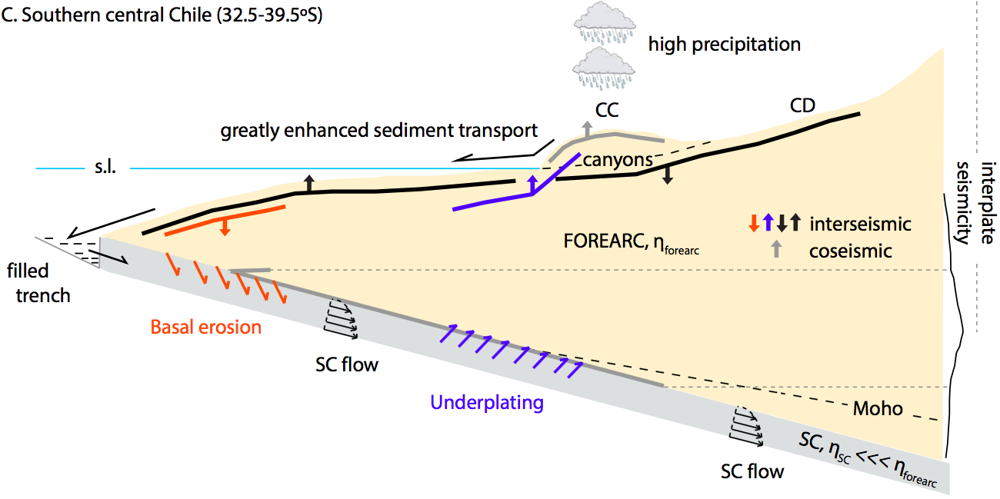 C. Southern central Chile (32.5-39.5ºS)
high precipitation
CC
CD
greatly enhanced sediment transport
s.l.
canyons
interplate
seismicity
interseismic
coseismic
FOREARC, ηforearc
filled
trench
Basal erosion
SC flow
Underplating
Moho
SC, ηSC <<< ηforearc
SC flow